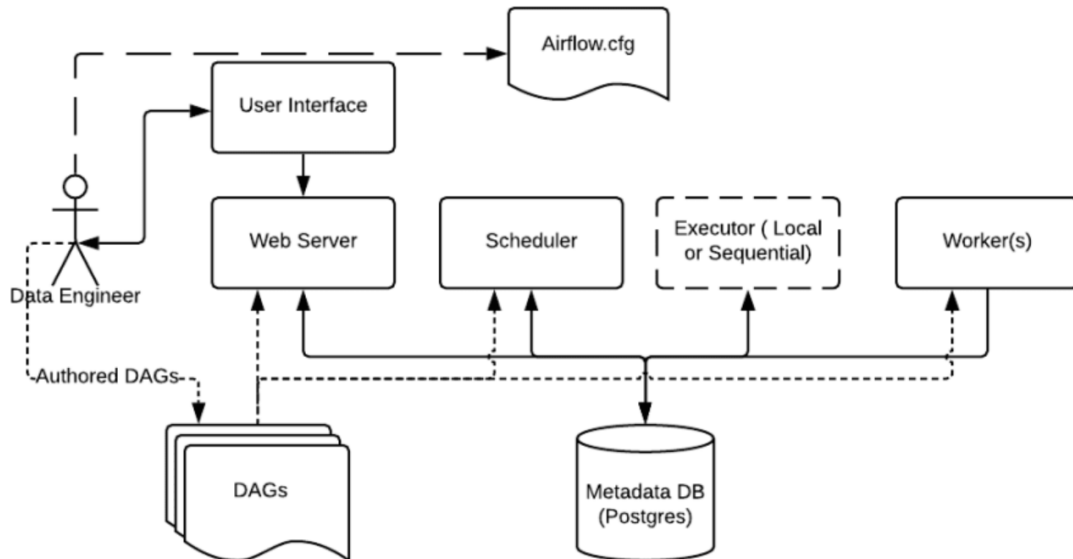 Airflow.cfg
User Interface
Web Server
Scheduler
Executor ( Local
or Sequential)
Worker(s)
Data Engineer
Authored DAGs
DAGs
Metadata DB
(Postgres)